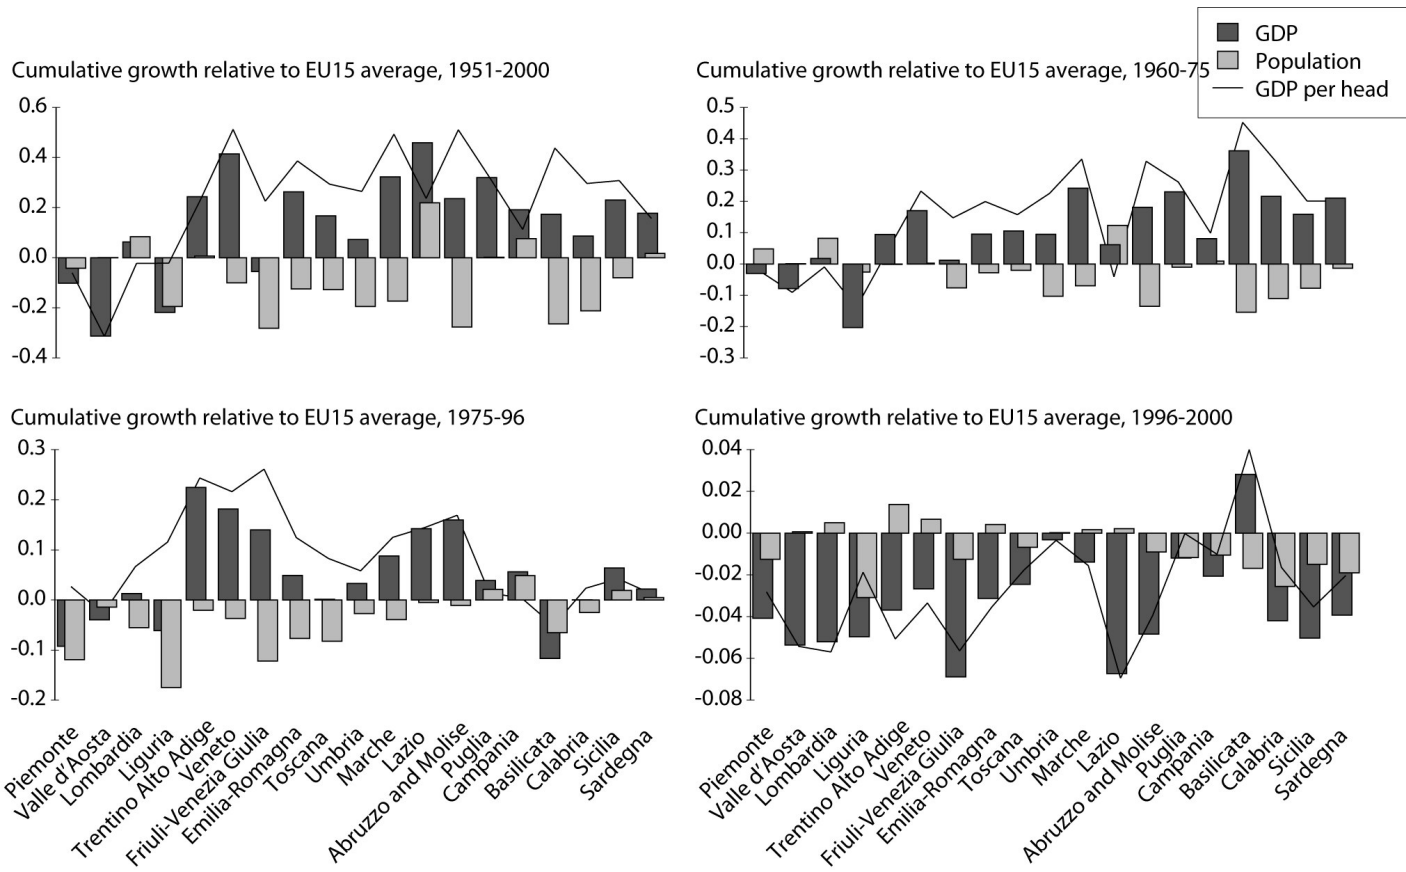 GDP
Population
GDP per head
Cumulative growth relative to EU15 average, 1951-2000
0.6
0.4
0.2
0.0
-0.2
-0.4
Cumulative growth relative to EU15 average, 1960-75
0.5
0.4
0.3
0.2
0.1
0.0
-0.1
-0.2
-0.3
Cumulative growth relative to EU15 average, 1975-96
0.3
0.2
0.1
0.0
-0.1
-0.2
Piemonte
Valle d'Aosta
Lombardia
Liguria
Trentino Alto Adige
Veneto
Friuli-Venezia Giulia
Emilia-Romagna
Toscana
Umbria
Marche
Lazio
Abruzzo and Molise
Puglia
Campania
Basilicata
Calabria
Sicilia
Sardegna
Cumulative growth relative to EU15 average, 1996-2000
0.04
0.02
0.00
-0.02
-0.04
-0.06
-0.08
Piemonte
Valle d'Aosta
Lombardia
Liguria
Trentino Alto Adige
Veneto
Friuli-Venezia Giulia
Emilia-Romagna
Toscana
Umbria
Marche
Lazio
Abruzzo and Molise
Puglia
Campania
Basilicata
Calabria
Sicilia
Sardegna